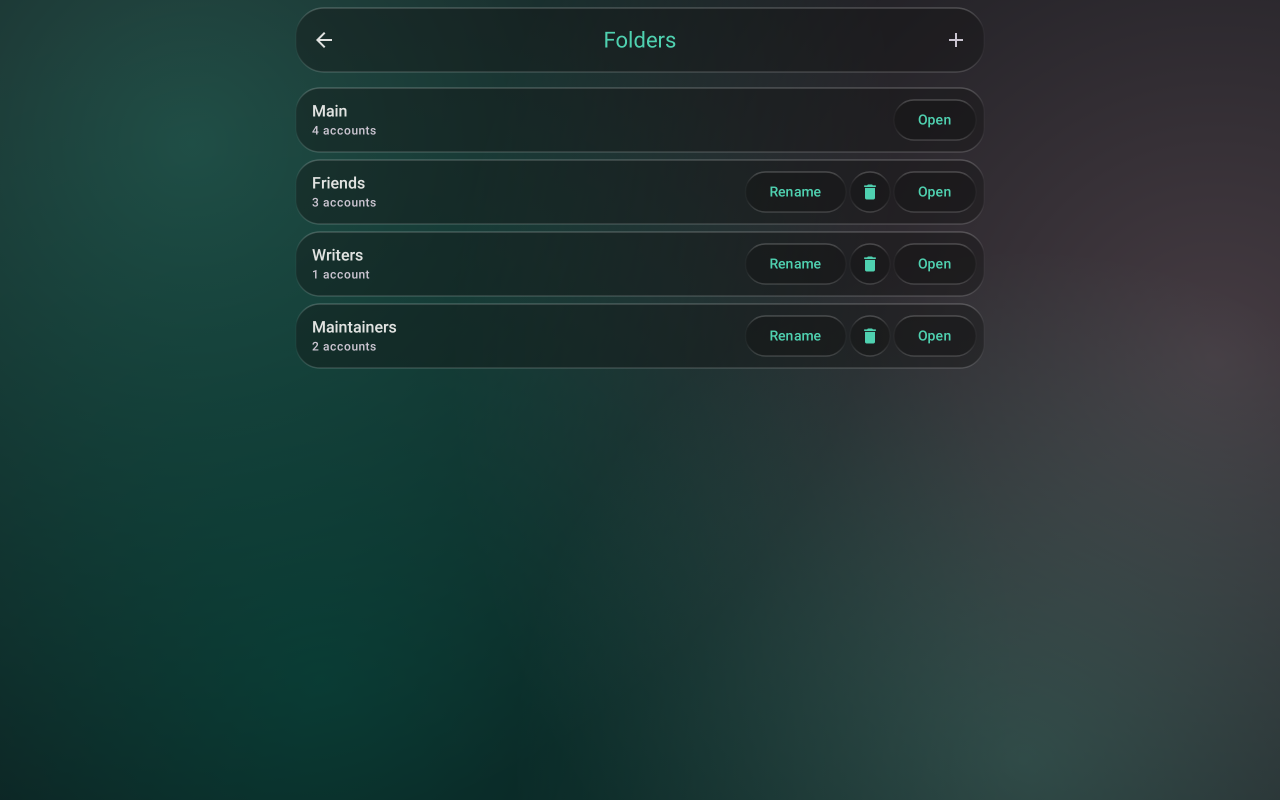 Folders
Main
4 accounts
Open
Friends
3 accounts
Rename
Open
Writers
1 account
Rename
Open
Maintainers
2 accounts
Rename
Open